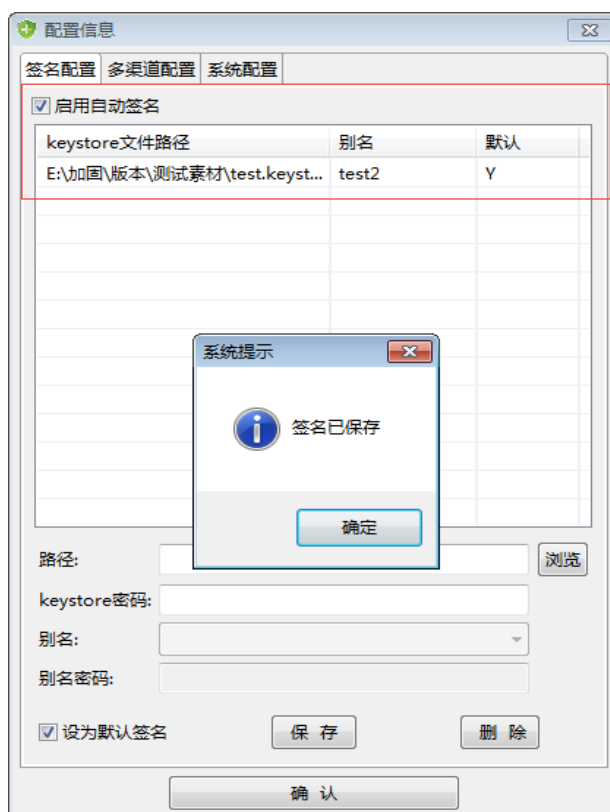 配置信息
签名配置 多渠道配置 系统配置
启用自动签名
keystore文件路径 别名 默认
E:\加固\版本\测试素材\test.keyst... test2 Y
系统提示
签名已保存
确定
路径: 浏览
keystore密码:
别名:
别名密码:
设为默认签名 保 存 删 除
确 认